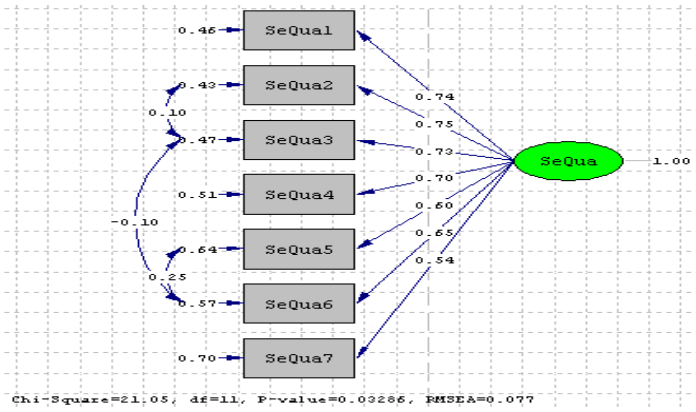 0.45
SeQua1
0.74
0.43
SeQua2
0.75
0.10
0.47
SeQua3
0.73
SeQua
1.00
0.51
SeQua4
0.70
-0.10
0.60
0.64
SeQua5
0.65
0.25
0.57
SeQua6
0.54
0.70
SeQua7
Chi-Square=21.05, df=11, P-value=0.03286, RMSEA=0.077